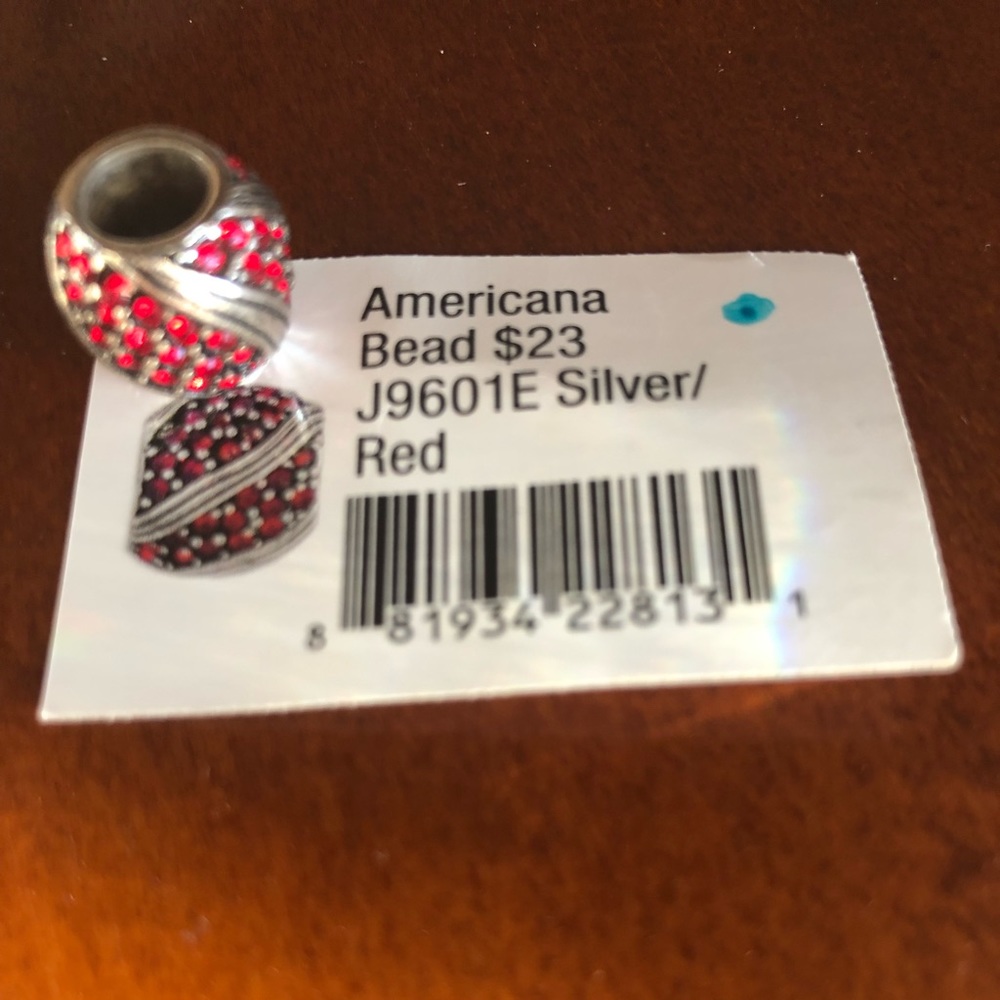 Americana
Bead $23
J9601E Silver/
Red
8 81934 22813 1